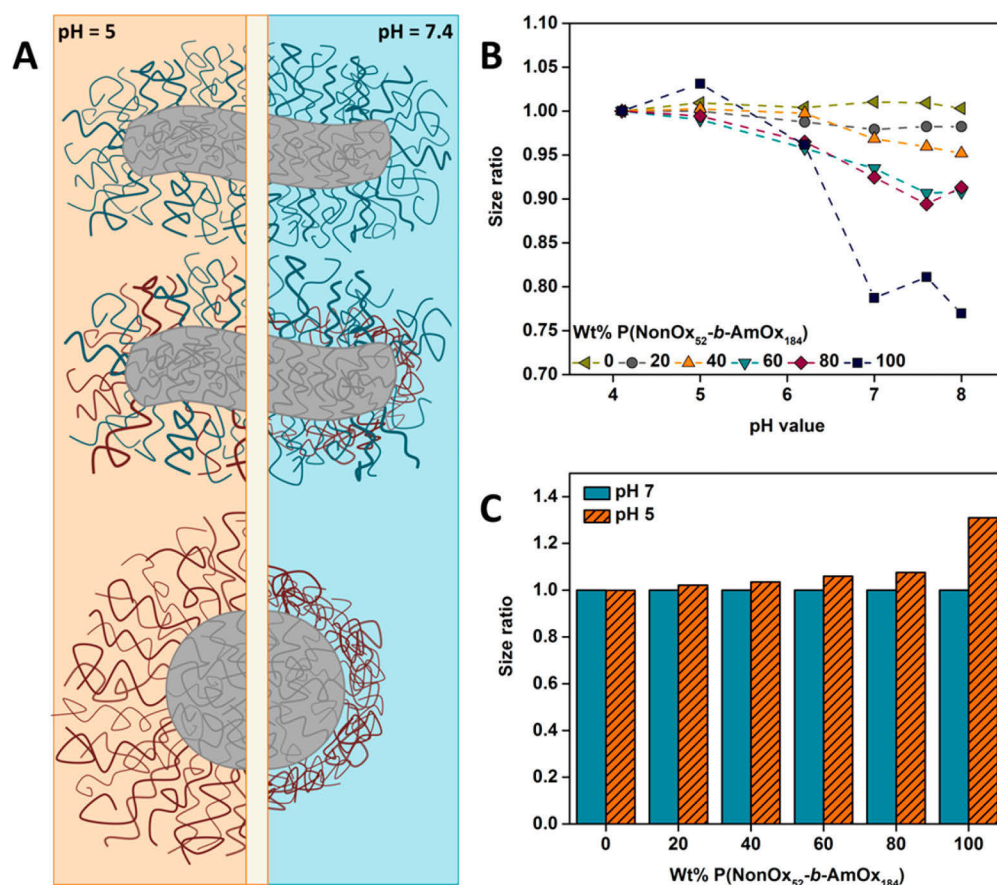 A
pH = 5
pH = 7.4
B
1.10
1.05
1.00
0.95
0.90
0.85
0.80
0.75
0.70
Size ratio
Wt% P(NonOx₅₂-b-AmOx₁₈₄)
0 20 40 60 80 100
4 5 6 7 8
pH value
C
1.4
1.2
1.0
0.8
0.6
0.4
0.2
0.0
Size ratio
pH 7
pH 5
0 20 40 60 80 100
Wt% P(NonOx₅₂-b-AmOx₁₈₄)